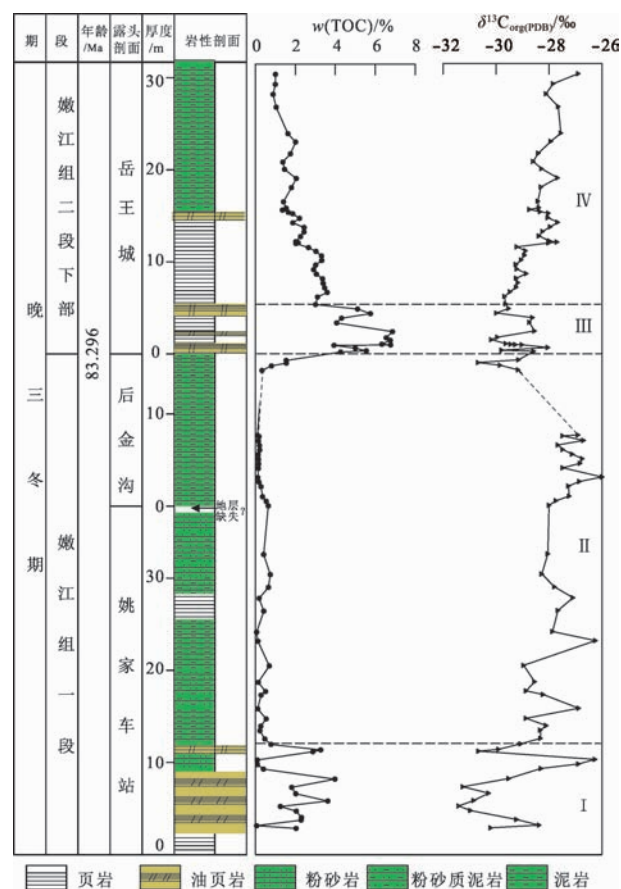 期 段 年龄/Ma 露头剖面 厚度/m 岩性剖面 w(TOC)/% δ¹³Corg(PDB)/‰
0 2 4 6 8 -32 -30 -28 -26
晚三冬期
嫩江组二段下部
嫩江组一段
83.296
岳王城
后金沟
姚家车站
30
20
10
0
10
0
30
20
10
0
地层缺失?
IV
III
II
I
页岩 油页岩 粉砂岩 粉砂质泥岩 泥岩